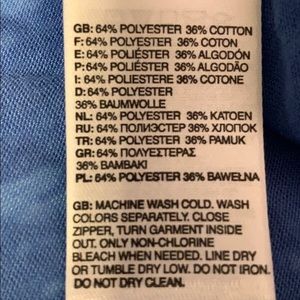 GB: 64% POLYESTER 36% COTTON
F: 64% POLYESTER 36% COTON
E: 64% POLIÉSTER 36% ALGODÓN
P: 64% POLIÉSTER 36% ALGODÃO
I: 64% POLIESTERE 36% COTONE
D: 64% POLYESTER
36% BAUMWOLLE
NL: 64% POLYESTER 36% KATOEN
RU: 64% ПОЛИЭСТЕР 36% ХЛОПОК
TR: 64% POLYESTER 36% PAMUK
GR: 64% ΠΟΛΥΕΣΤΕΡΑΣ
36% ΒΑΜΒΑΚΙ
PL: 64% POLYESTER 36% BAWEŁNA
GB: MACHINE WASH COLD. WASH
COLORS SEPARATELY. CLOSE
ZIPPER, TURN GARMENT INSIDE
OUT. ONLY NON-CHLORINE
BLEACH WHEN NEEDED. LINE DRY
OR TUMBLE DRY LOW. DO NOT IRON.
DO NOT DRY CLEAN.